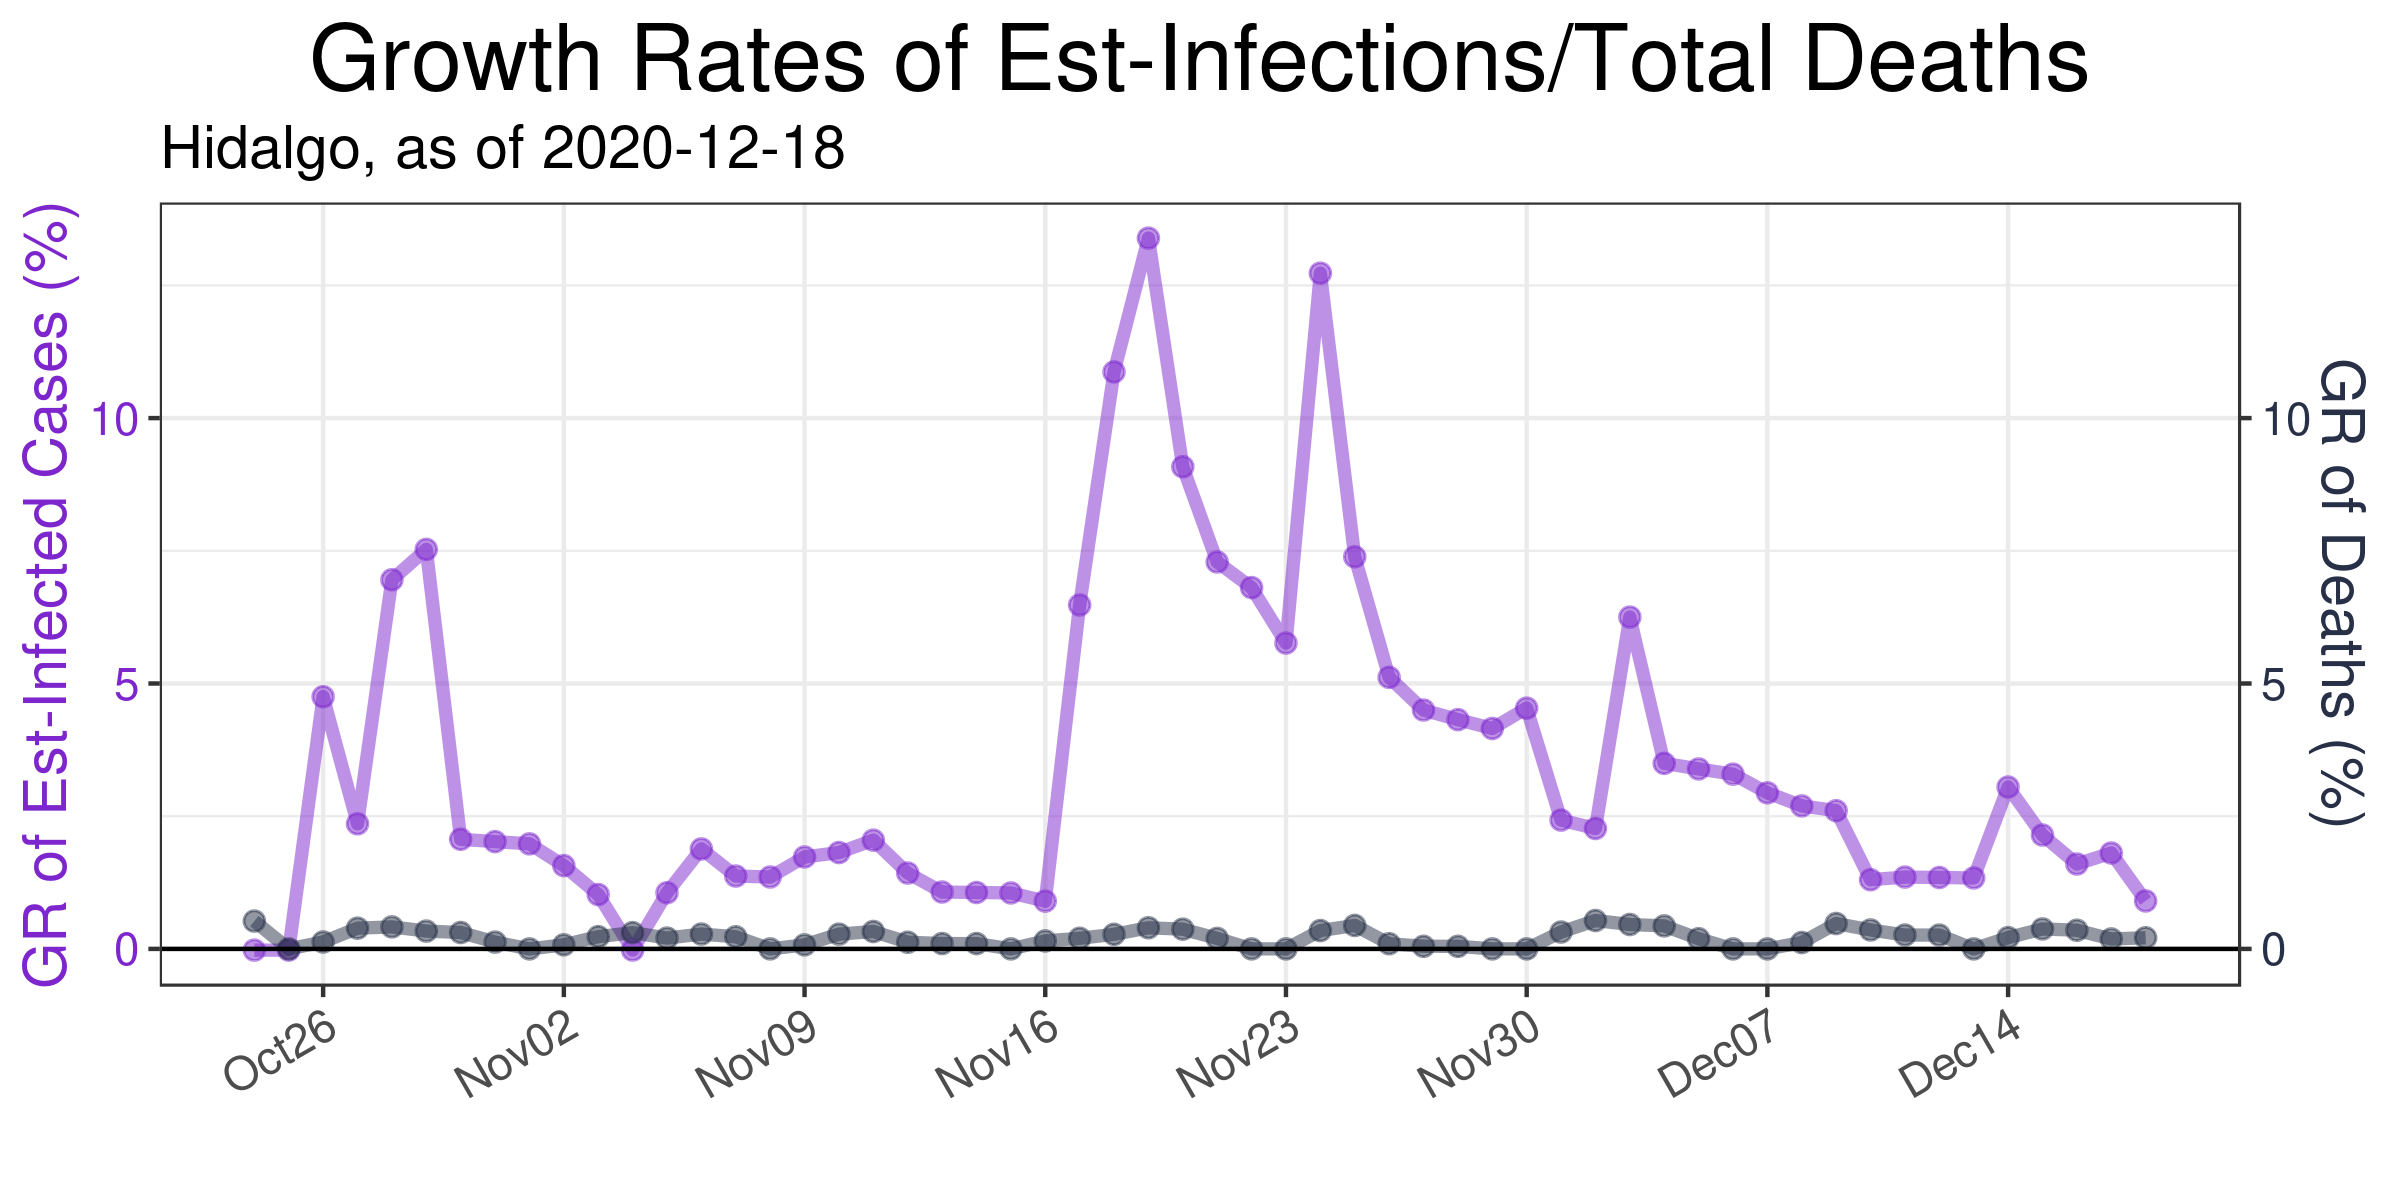 Growth Rates of Est-Infections/Total Deaths
Hidalgo, as of 2020-12-18
GR of Est-Infected Cases (%)
10
5
0
10
5
0
GR of Deaths (%)
Oct26
Nov02
Nov09
Nov16
Nov23
Nov30
Dec07
Dec14